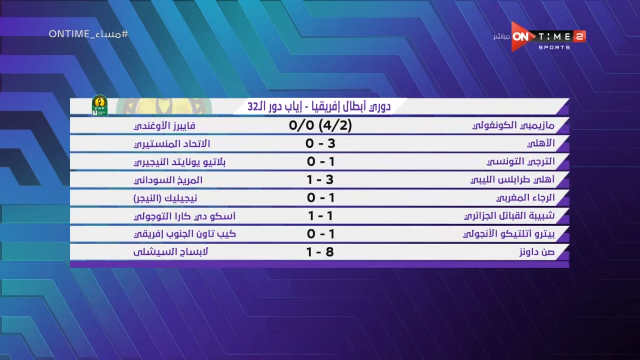 #مساء_ONTIME
مباشر ON TIME 2 SPORTS
دوري أبطال إفريقيا - إياب دور الـ32
مازيمبي الكونغولي 0/0 (4/2) فايبرز الأوغندي
الأهلي 3 - 0 الاتحاد المنستيري
الترجي التونسي 1 - 0 بلاتيو يونايتد النيجيري
أهلي طرابلس الليبي 3 - 1 المريخ السوداني
الرجاء المغربي 1 - 0 نيجيليك (النيجر)
شبيبة القبائل الجزائري 1 - 1 أسكو دي كارا التوجولي
بيترو أتلتيكو الأنجولي 1 - 0 كيب تاون الجنوب إفريقي
صن داونز 8 - 1 لاباساج السيشلى